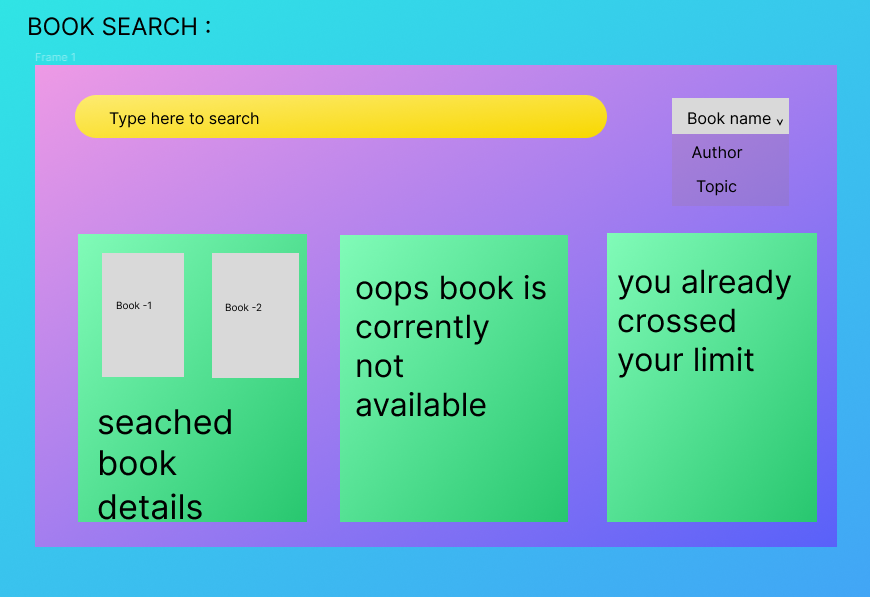 BOOK SEARCH :
Frame 1
Type here to search
Book name v
Author
Topic
Book -1
Book -2
seached
book
details
oops book is
corrently
not
available
you already
crossed
your limit